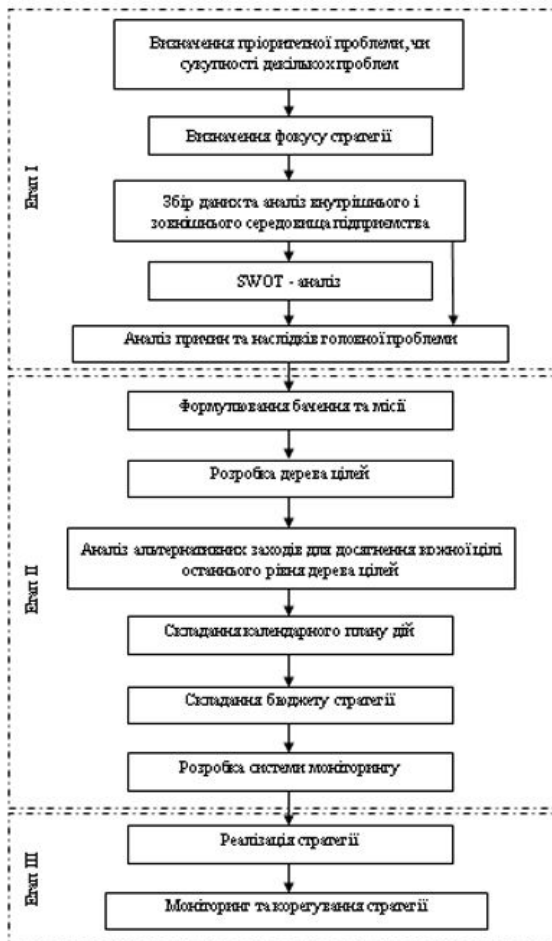 Етап I
Визначення пріоритетної проблеми, чи
сукупності декількох проблем
Визначення фокусу стратегії
Збір даних та аналіз внутрішнього і
зовнішнього середовища підприємства
SWOT - аналіз
Аналіз причин та наслідків головної проблеми
Етап II
Формулювання бачення та місії
Розробка дерева цілей
Аналіз альтернативних заходів для досягнення кожної цілі
останнього рівня дерева цілей
Складання календарного плану дій
Складання бюджету стратегії
Розробка системи моніторингу
Етап III
Реалізація стратегії
Моніторинг та корегування стратегії